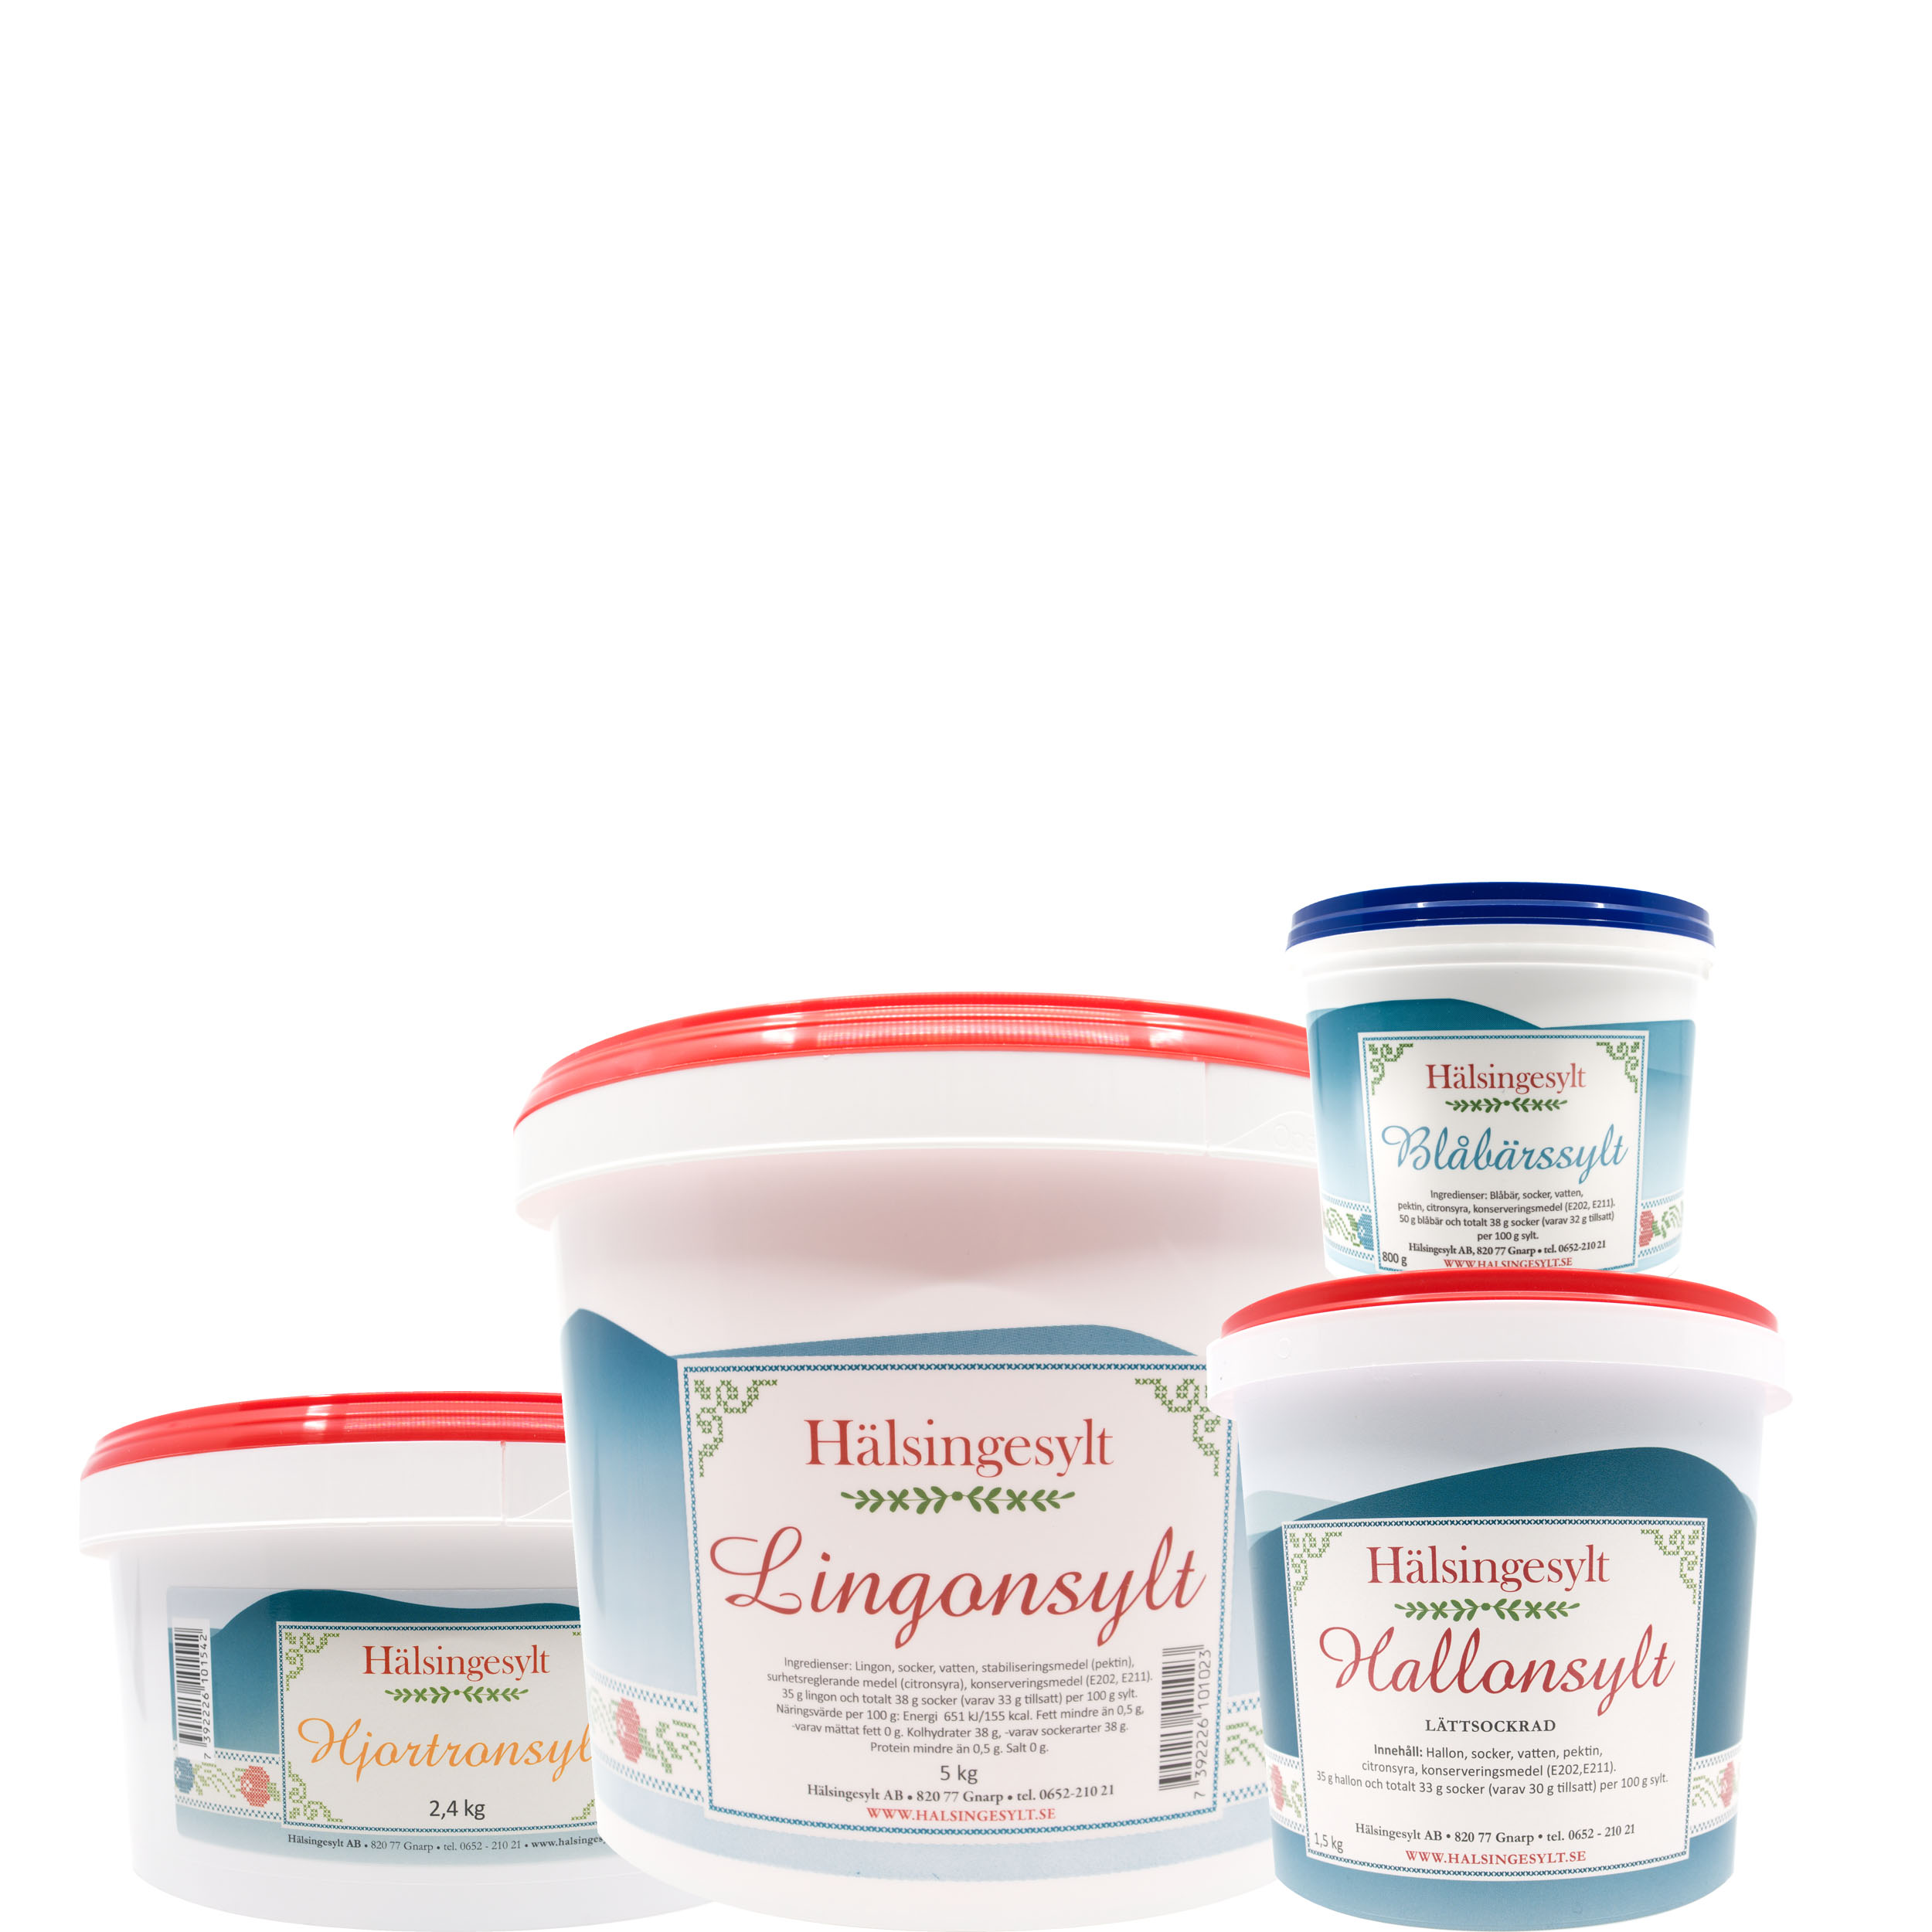 Hälsingesylt
Blåbärssylt
Ingredienser: Blåbär, socker, vatten,
pektin, citronsyra, konserveringsmedel (E202, E211).
50 g blåbär och totalt 38 g socker (varav 32 g tillsatt)
per 100 g sylt.
Hälsingesylt AB, 820 77 Gnarp • tel. 0652-210 21
800 g
WWW.HALSINGESYLT.SE
Hälsingesylt
Lingonsylt
Ingredienser: Lingon, socker, vatten, stabiliseringsmedel (pektin),
surhetsreglerande medel (citronsyra), konserveringsmedel (E202, E211).
35 g lingon och totalt 38 g socker (varav 33 g tillsatt) per 100 g sylt.
Näringsvärde per 100 g: Energi 651 kJ/155 kcal. Fett mindre än 0,5 g,
-varav mättat fett 0 g. Kolhydrater 38 g, -varav sockerarter 38 g.
Protein mindre än 0,5 g. Salt 0 g.
5 kg
Hälsingesylt AB • 820 77 Gnarp • tel. 0652-210 21
WWW.HALSINGESYLT.SE
7 392226 101023
Hälsingesylt
Hallonsylt
LÄTTSOCKRAD
Innehåll: Hallon, socker, vatten, pektin,
citronsyra, konserveringsmedel (E202,E211).
35 g hallon och totalt 33 g socker (varav 30 g tillsatt) per 100 g sylt.
Hälsingesylt AB • 820 77 Gnarp • tel. 0652 - 210 21
1,5 kg
WWW.HALSINGESYLT.SE
7 392226 101542
Hälsingesylt
Hjortronsyl
2,4 kg
Hälsingesylt AB • 820 77 Gnarp • tel. 0652 - 210 21 • www.halsinges